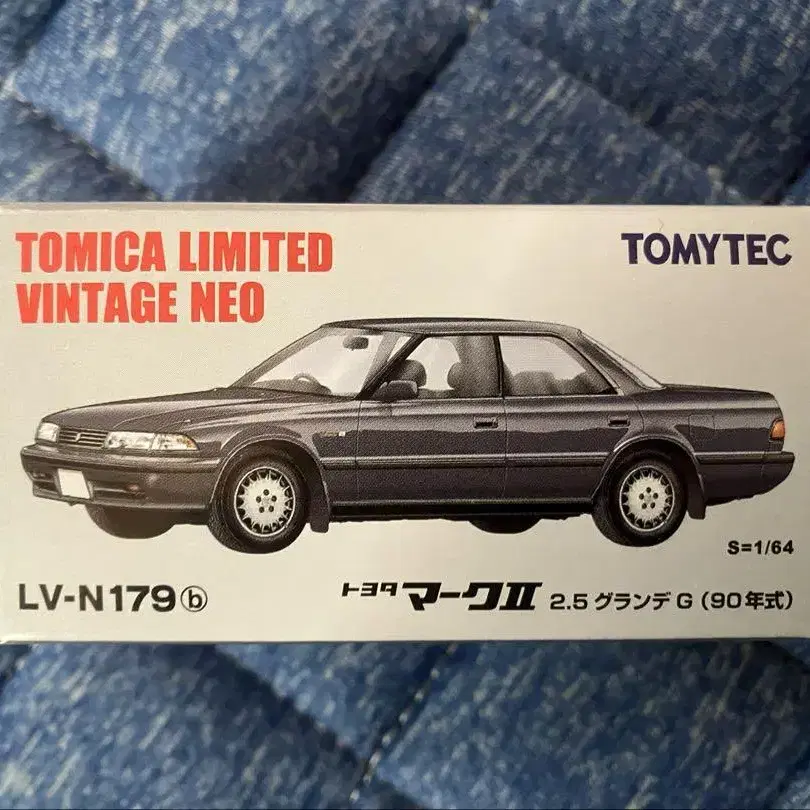 TOMICA LIMITED
VINTAGE NEO
TOMYTEC
S=1/64
LV-N179ⓑ
トヨタ マークⅡ 2.5 グランデ G (90年式)